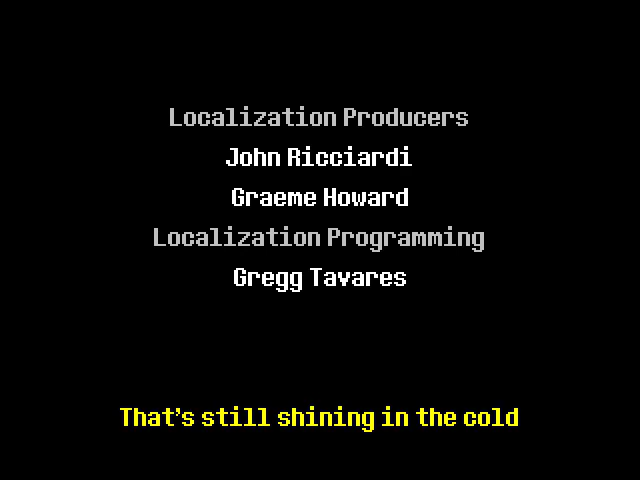 Localization Producers
John Ricciardi
Graeme Howard
Localization Programming
Gregg Tavares
That's still shining in the cold